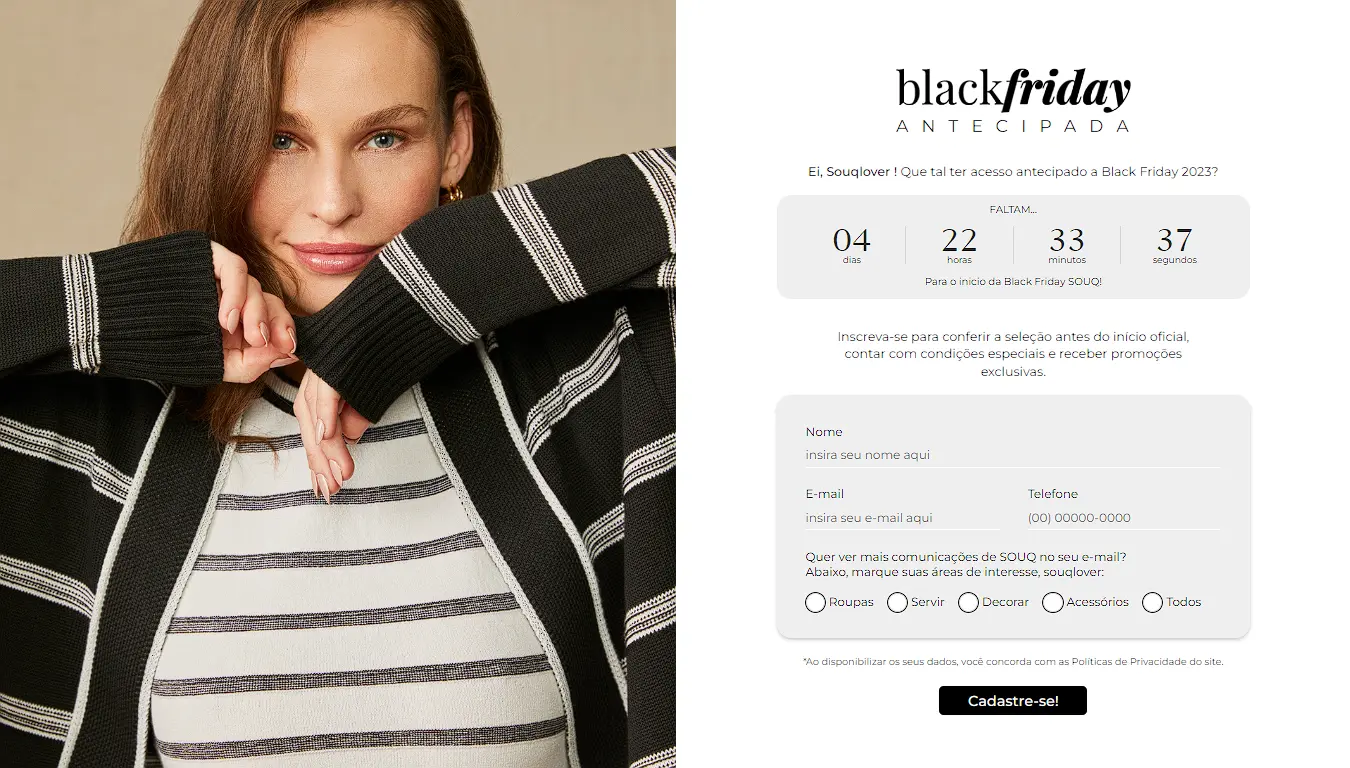 blackfriday
ANTECIPADA
Ei, Souqlover ! Que tal ter acesso antecipado a Black Friday 2023?
FALTAM...
04 22 33 37
dias horas minutos segundos
Para o inicio da Black Friday SOUQ!
Inscreva-se para conferir a seleção antes do início oficial,
contar com condições especiais e receber promoções
exclusivas.
Nome
insira seu nome aqui
E-mail Telefone
insira seu e-mail aqui (00) 00000-0000
Quer ver mais comunicações de SOUQ no seu e-mail?
Abaixo, marque suas áreas de interesse, souqlover:
Roupas Servir Decorar Acessórios Todos
*Ao disponibilizar os seus dados, você concorda com as Políticas de Privacidade do site.
Cadastre-se!